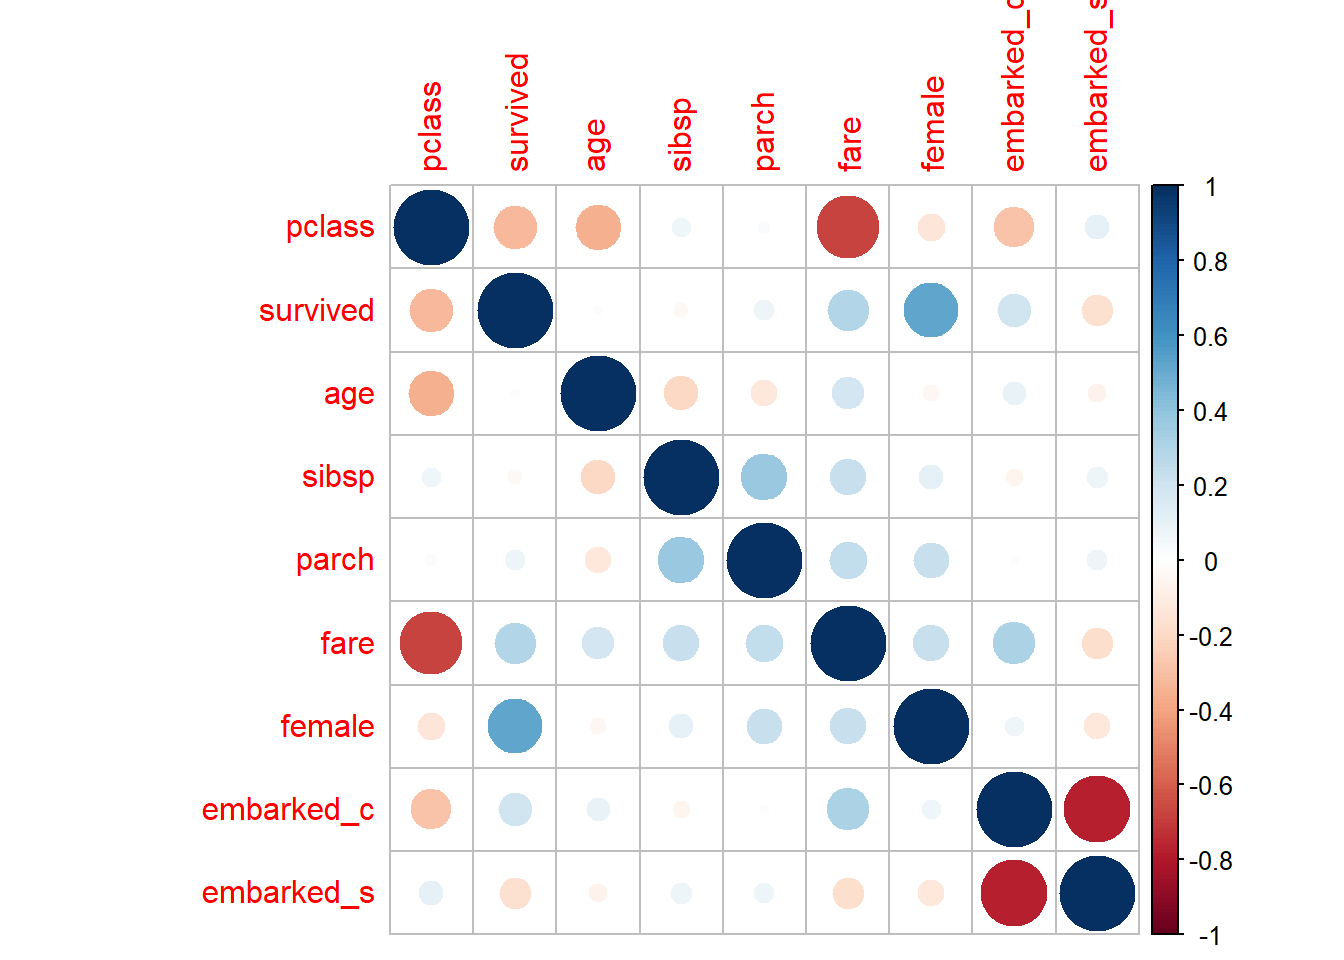 pclass
survived
age
sibsp
parch
fare
female
embarked_c
embarked_s
pclass
survived
age
sibsp
parch
fare
female
embarked_c
embarked_s
1
0.8
0.6
0.4
0.2
0
-0.2
-0.4
-0.6
-0.8
-1